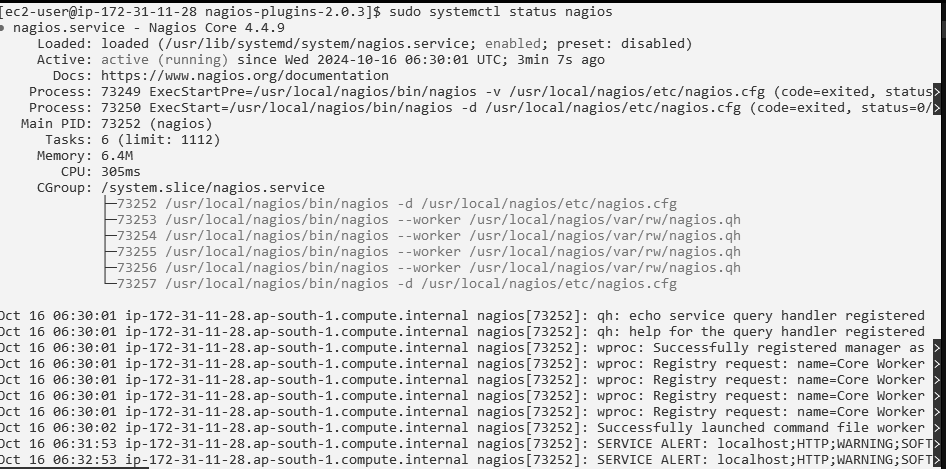 [ec2-user@ip-172-31-11-28 nagios-plugins-2.0.3]$ sudo systemctl status nagios
● nagios.service - Nagios Core 4.4.9
     Loaded: loaded (/usr/lib/systemd/system/nagios.service; enabled; preset: disabled)
     Active: active (running) since Wed 2024-10-16 06:30:01 UTC; 3min 7s ago
       Docs: https://www.nagios.org/documentation
    Process: 73249 ExecStartPre=/usr/local/nagios/bin/nagios -v /usr/local/nagios/etc/nagios.cfg (code=exited, status>
    Process: 73250 ExecStart=/usr/local/nagios/bin/nagios -d /usr/local/nagios/etc/nagios.cfg (code=exited, status=0/>
   Main PID: 73252 (nagios)
      Tasks: 6 (limit: 1112)
     Memory: 6.4M
        CPU: 305ms
     CGroup: /system.slice/nagios.service
             ├─73252 /usr/local/nagios/bin/nagios -d /usr/local/nagios/etc/nagios.cfg
             ├─73253 /usr/local/nagios/bin/nagios --worker /usr/local/nagios/var/rw/nagios.qh
             ├─73254 /usr/local/nagios/bin/nagios --worker /usr/local/nagios/var/rw/nagios.qh
             ├─73255 /usr/local/nagios/bin/nagios --worker /usr/local/nagios/var/rw/nagios.qh
             ├─73256 /usr/local/nagios/bin/nagios --worker /usr/local/nagios/var/rw/nagios.qh
             └─73257 /usr/local/nagios/bin/nagios -d /usr/local/nagios/etc/nagios.cfg
Oct 16 06:30:01 ip-172-31-11-28.ap-south-1.compute.internal nagios[73252]: qh: echo service query handler registered
Oct 16 06:30:01 ip-172-31-11-28.ap-south-1.compute.internal nagios[73252]: qh: help for the query handler registered
Oct 16 06:30:01 ip-172-31-11-28.ap-south-1.compute.internal nagios[73252]: wproc: Successfully registered manager as >
Oct 16 06:30:01 ip-172-31-11-28.ap-south-1.compute.internal nagios[73252]: wproc: Registry request: name=Core Worker >
Oct 16 06:30:01 ip-172-31-11-28.ap-south-1.compute.internal nagios[73252]: wproc: Registry request: name=Core Worker >
Oct 16 06:30:01 ip-172-31-11-28.ap-south-1.compute.internal nagios[73252]: wproc: Registry request: name=Core Worker >
Oct 16 06:30:01 ip-172-31-11-28.ap-south-1.compute.internal nagios[73252]: wproc: Registry request: name=Core Worker >
Oct 16 06:30:02 ip-172-31-11-28.ap-south-1.compute.internal nagios[73252]: Successfully launched command file worker >
Oct 16 06:31:53 ip-172-31-11-28.ap-south-1.compute.internal nagios[73252]: SERVICE ALERT: localhost;HTTP;WARNING;SOFT>
Oct 16 06:32:53 ip-172-31-11-28.ap-south-1.compute.internal nagios[73252]: SERVICE ALERT: localhost;HTTP;WARNING;SOFT>